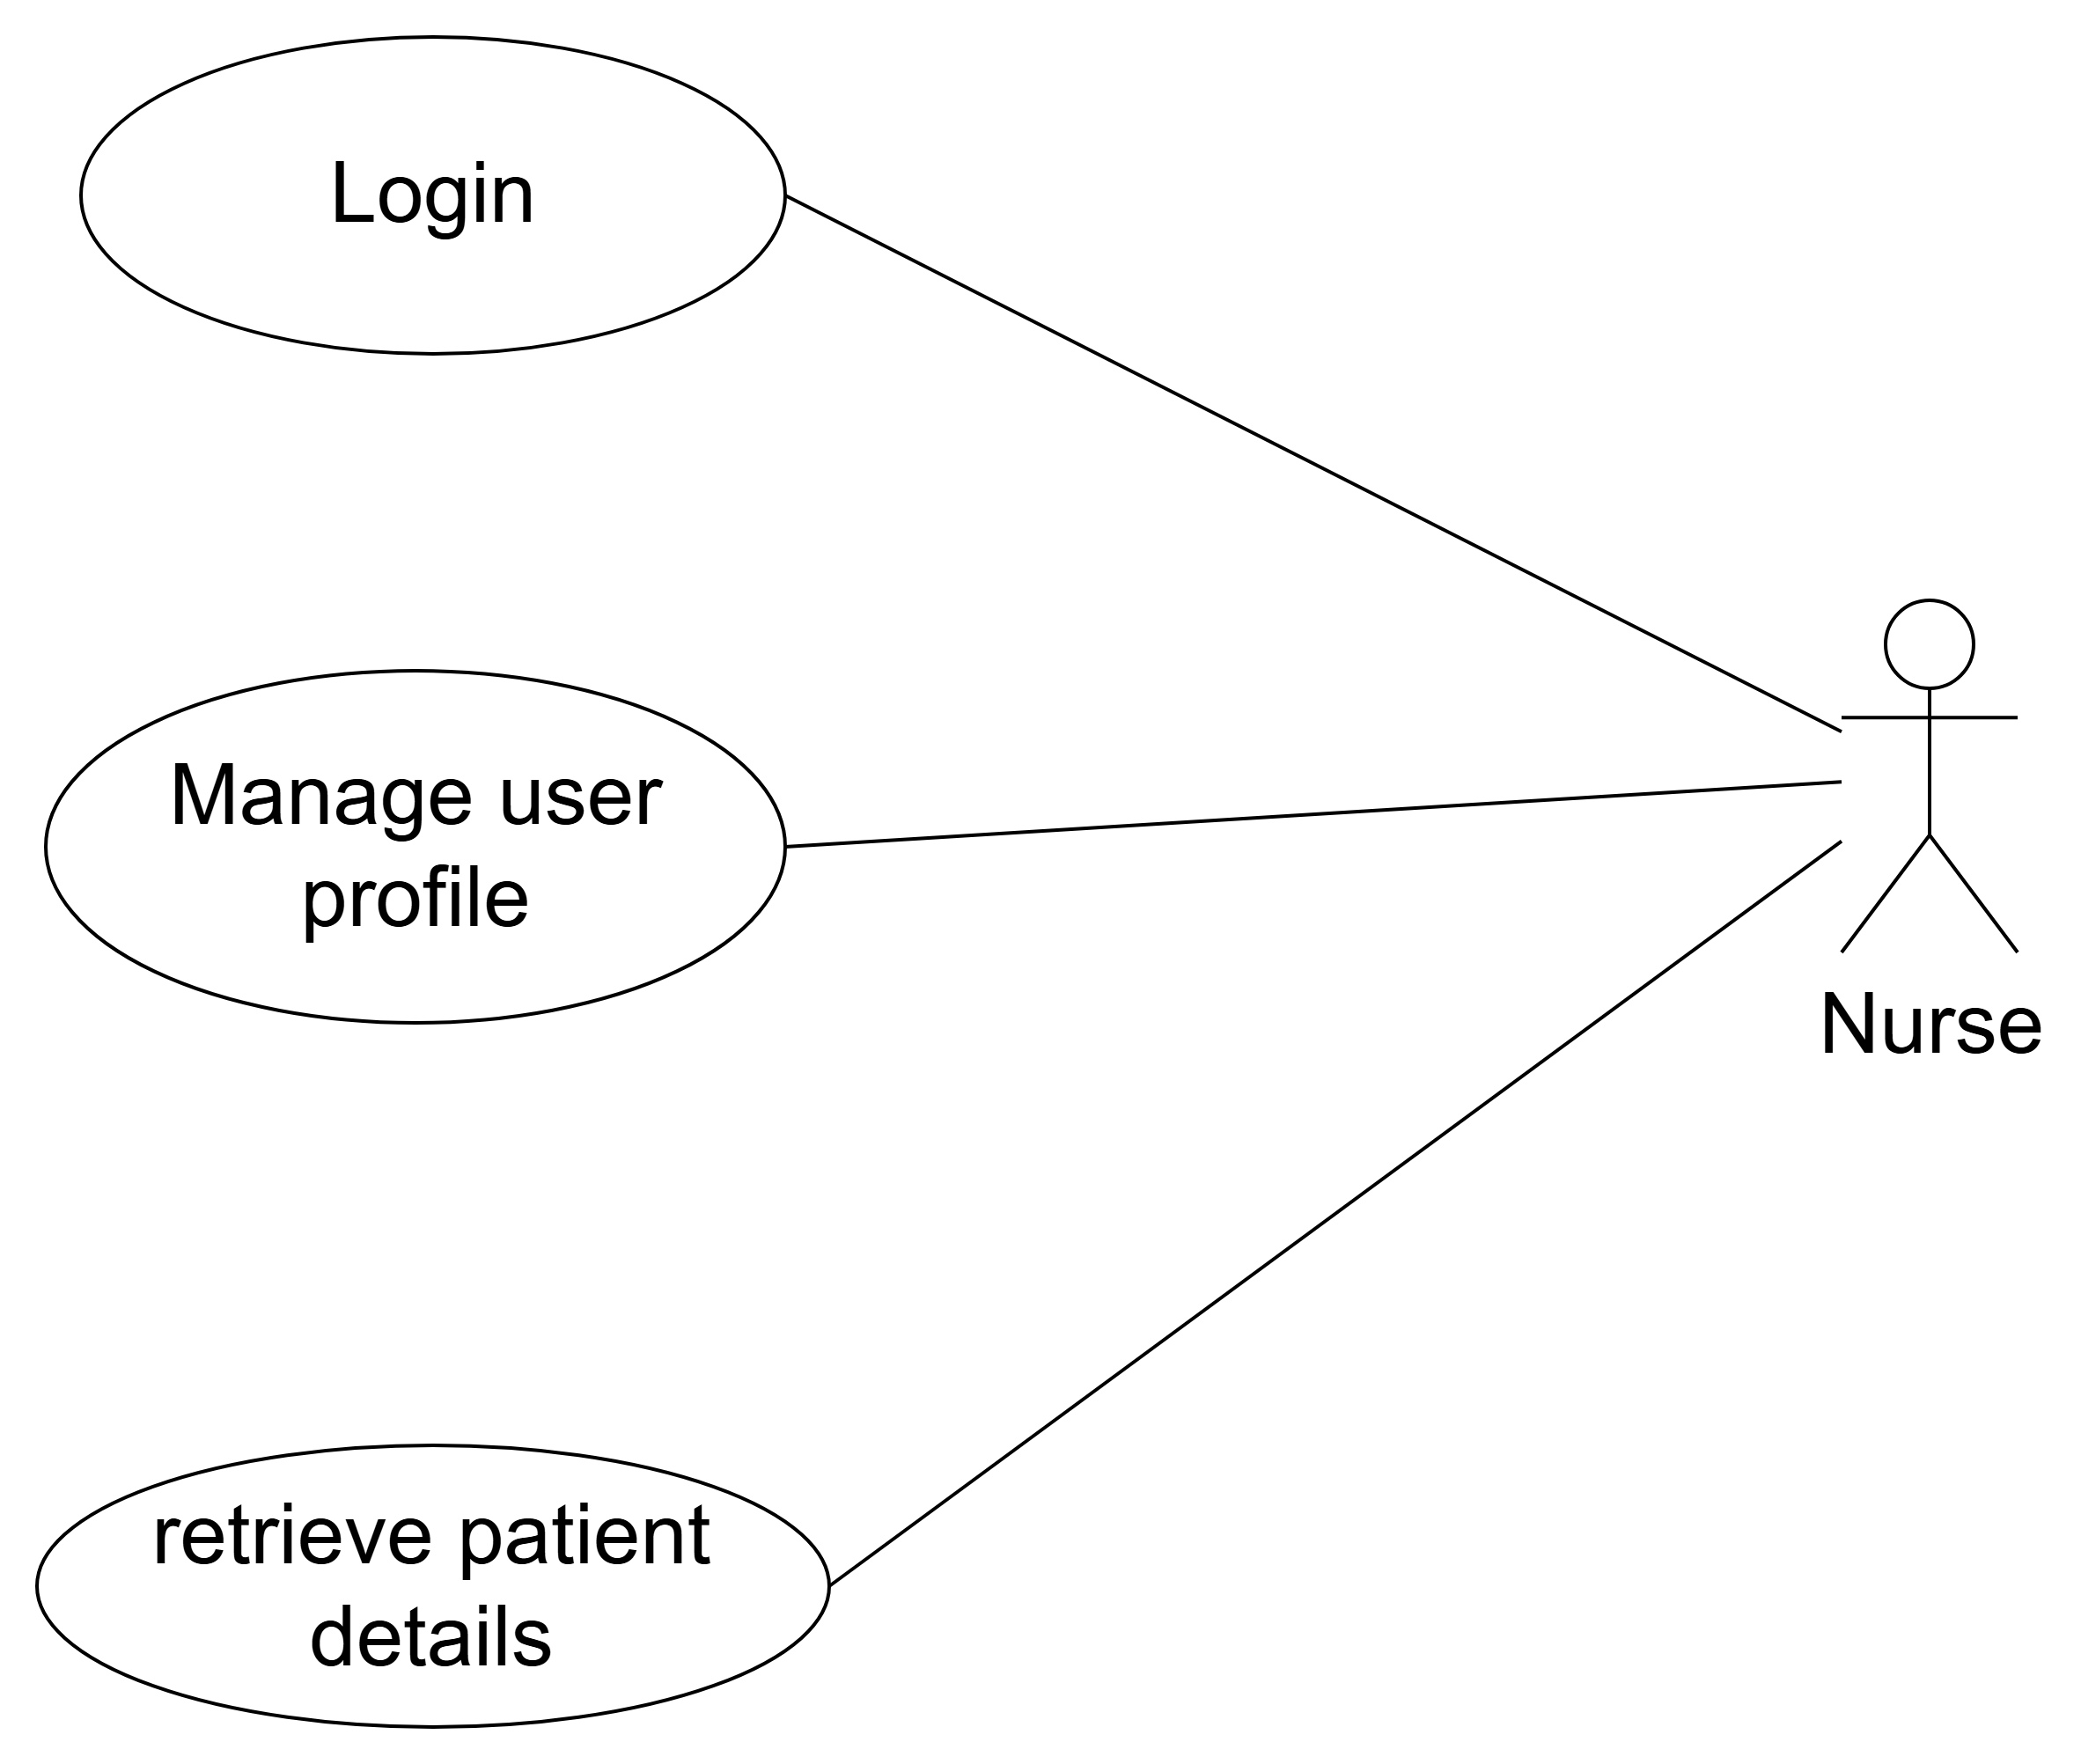 Login
Manage user
profile
Nurse
retrieve patient
details